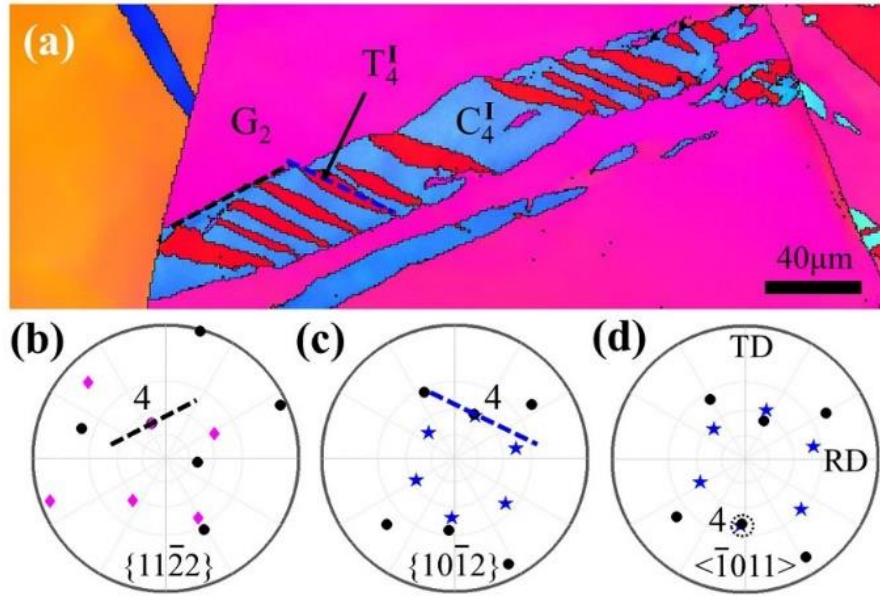 (a)
T₄ᴵ
G₂
C₄ᴵ
40μm
(b)
(c)
(d)
TD
4
4
RD
4
{112̅2}
{101̅2}
<1̅011>